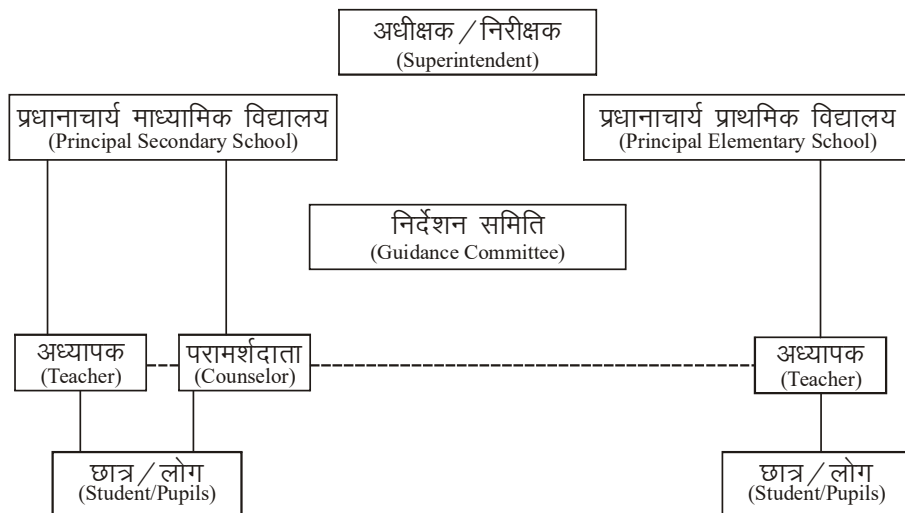 अधीक्षक / निरीक्षक
(Superintendent)
प्रधानाचार्य माध्यामिक विद्यालय
(Principal Secondary School)
प्रधानाचार्य प्राथमिक विद्यालय
(Principal Elementary School)
निर्देशन समिति
(Guidance Committee)
अध्यापक
(Teacher)
परामर्शदाता
(Counselor)
अध्यापक
(Teacher)
छात्र / लोग
(Student/Pupils)
छात्र / लोग
(Student/Pupils)